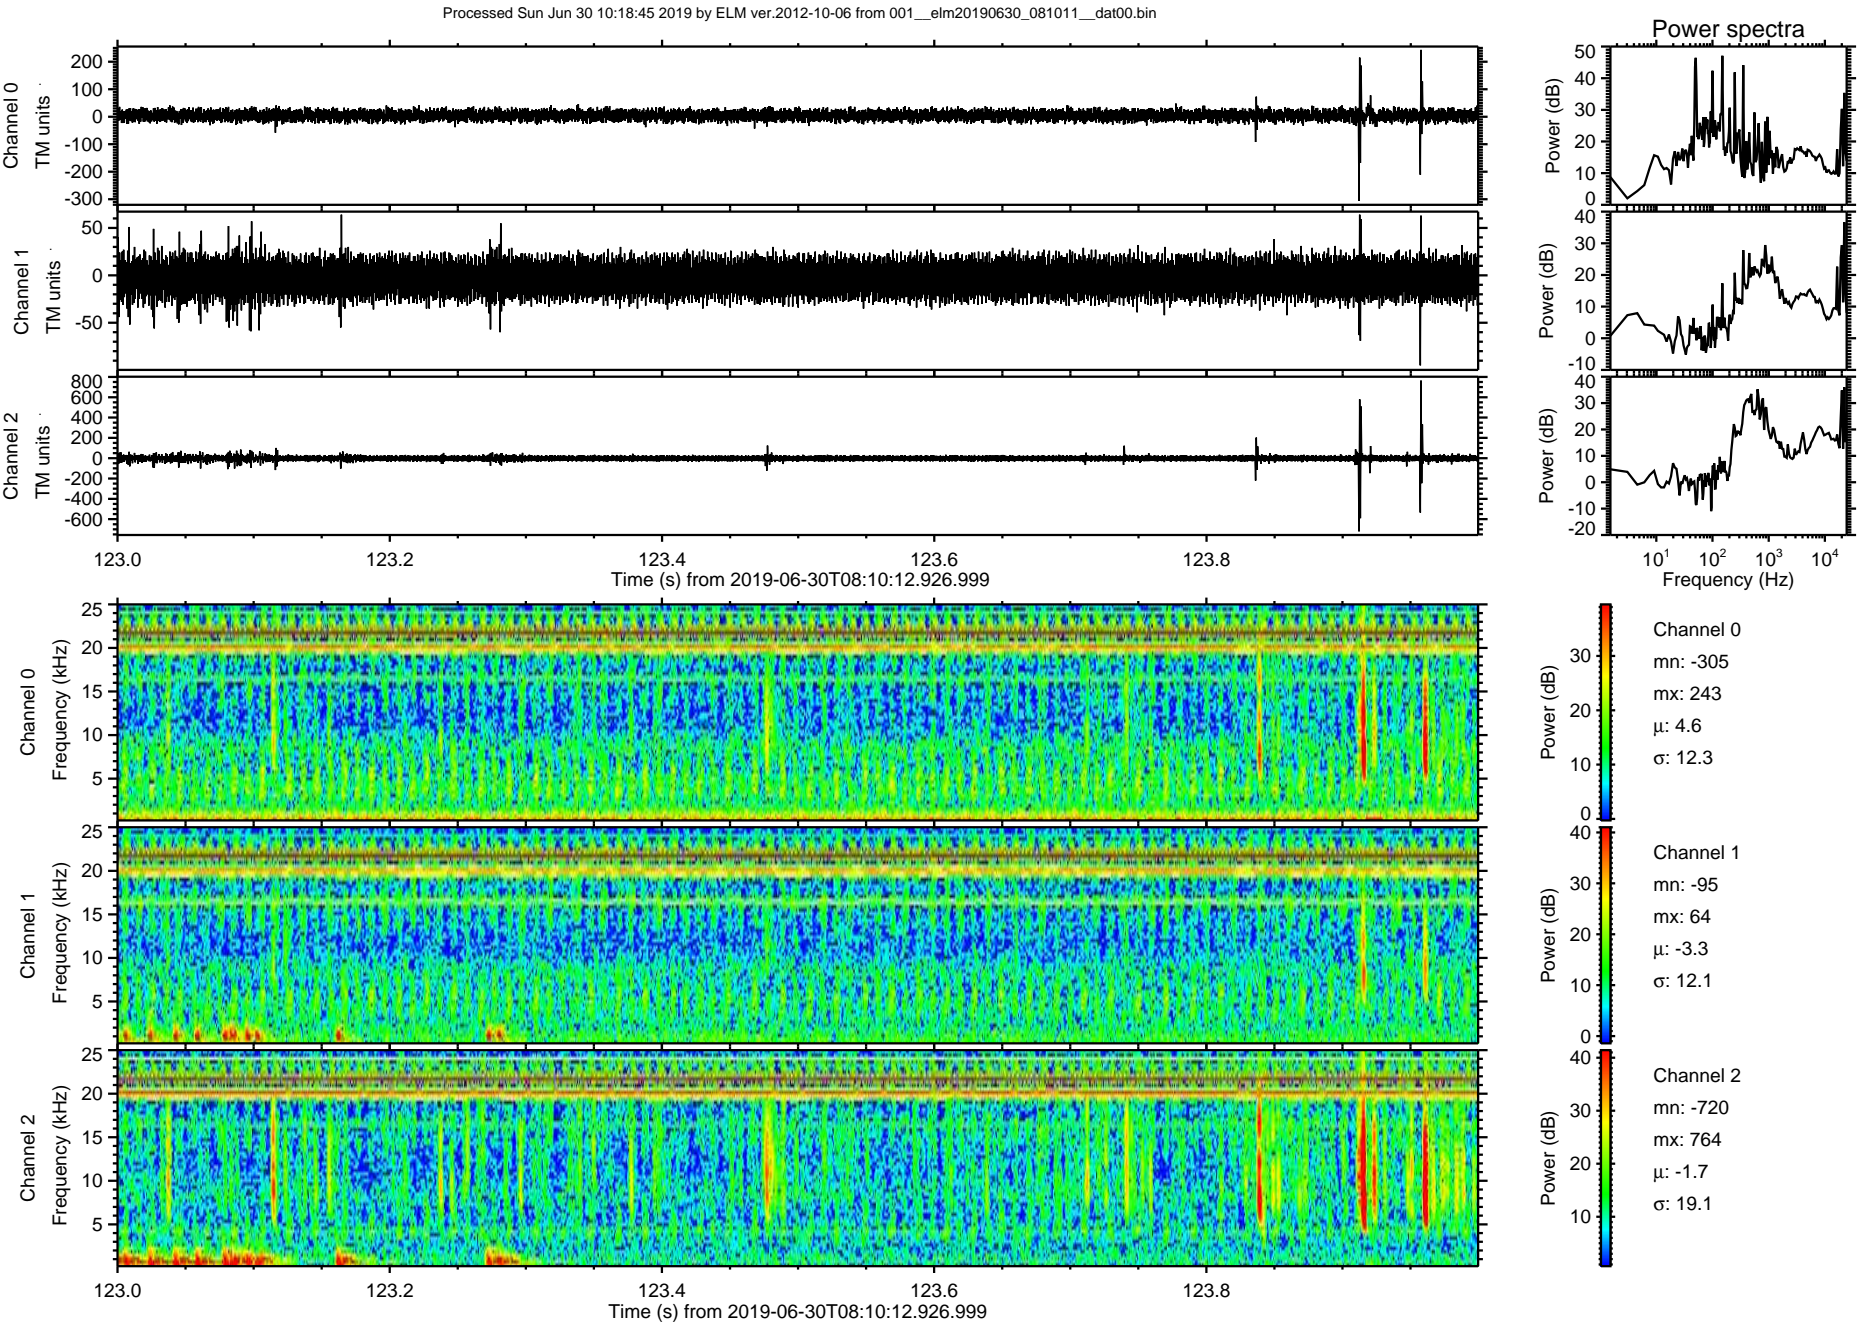 Processed Sun Jun 30 10:18:45 2019 by ELM ver.2012-10-06 from 001__elm20190630_081011__dat00.bin
Power spectra
Channel 0
TM units
200
100
0
-100
-200
-300
Power (dB)
50
40
30
20
10
0
Channel 1
TM units
50
0
-50
Power (dB)
40
30
20
10
0
-10
Channel 2
TM units
800
600
400
200
0
-200
-400
-600
Power (dB)
40
30
20
10
0
-10
-20
123.0 123.2 123.4 123.6 123.8
Time (s) from 2019-06-30T08:10:12.926.999
10¹ 10² 10³ 10⁴
Frequency (Hz)
Channel 0
Frequency (kHz)
25
20
15
10
5
Power (dB)
30
20
10
0
Channel 0
mn: -305
mx: 243
μ: 4.6
σ: 12.3
Channel 1
Frequency (kHz)
25
20
15
10
5
Power (dB)
40
30
20
10
0
Channel 1
mn: -95
mx: 64
μ: -3.3
σ: 12.1
Channel 2
Frequency (kHz)
25
20
15
10
5
Power (dB)
40
30
20
10
Channel 2
mn: -720
mx: 764
μ: -1.7
σ: 19.1
123.0 123.2 123.4 123.6 123.8
Time (s) from 2019-06-30T08:10:12.926.999